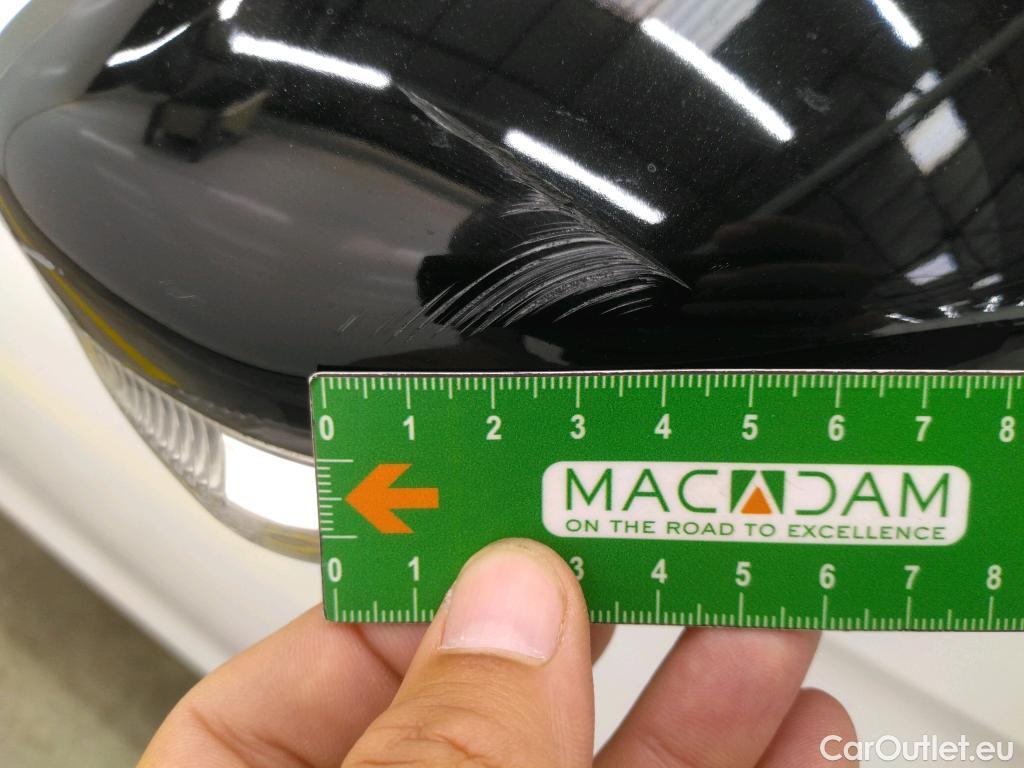 0 1 2 3 4 5 6 7 8
MACADAM
ON THE ROAD TO EXCELLENCE
0 1 3 4 5 6 7 8
CarOutlet.eu